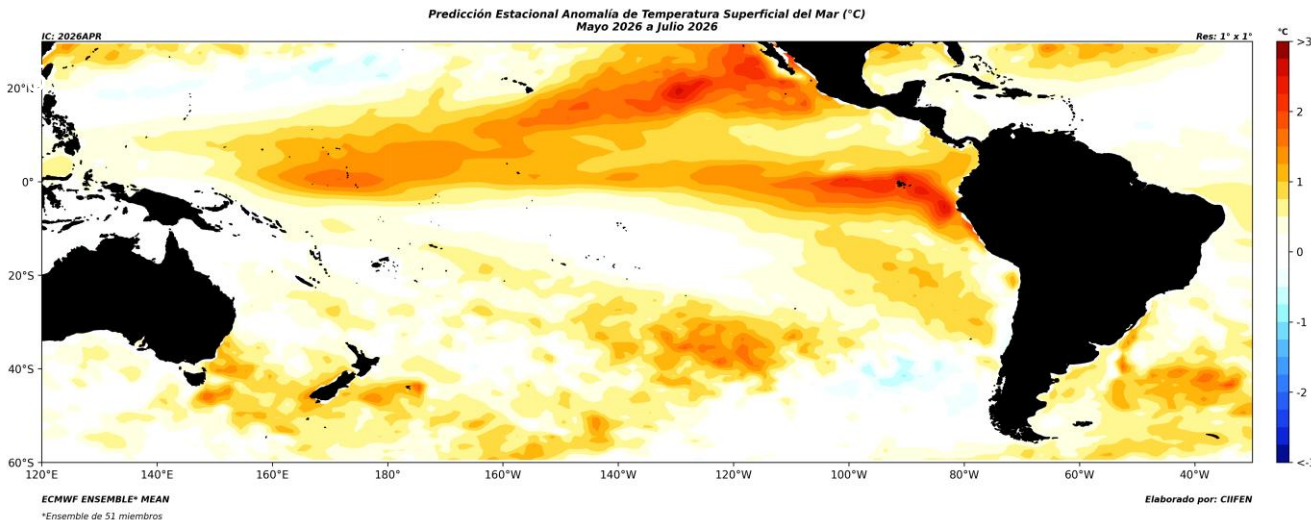 Predicción Estacional Anomalía de Temperatura Superficial del Mar (°C)
Mayo 2026 a Julio 2026
IC: 2026APR
Res: 1° x 1°
°C
>3
2
1
0
-1
-2
<-3
20°N
0°
20°S
40°S
60°S
120°E
140°E
160°E
180°
160°W
140°W
120°W
100°W
80°W
60°W
40°W
ECMWF ENSEMBLE* MEAN
Elaborado por: CIIFEN
*Ensemble de 51 miembros